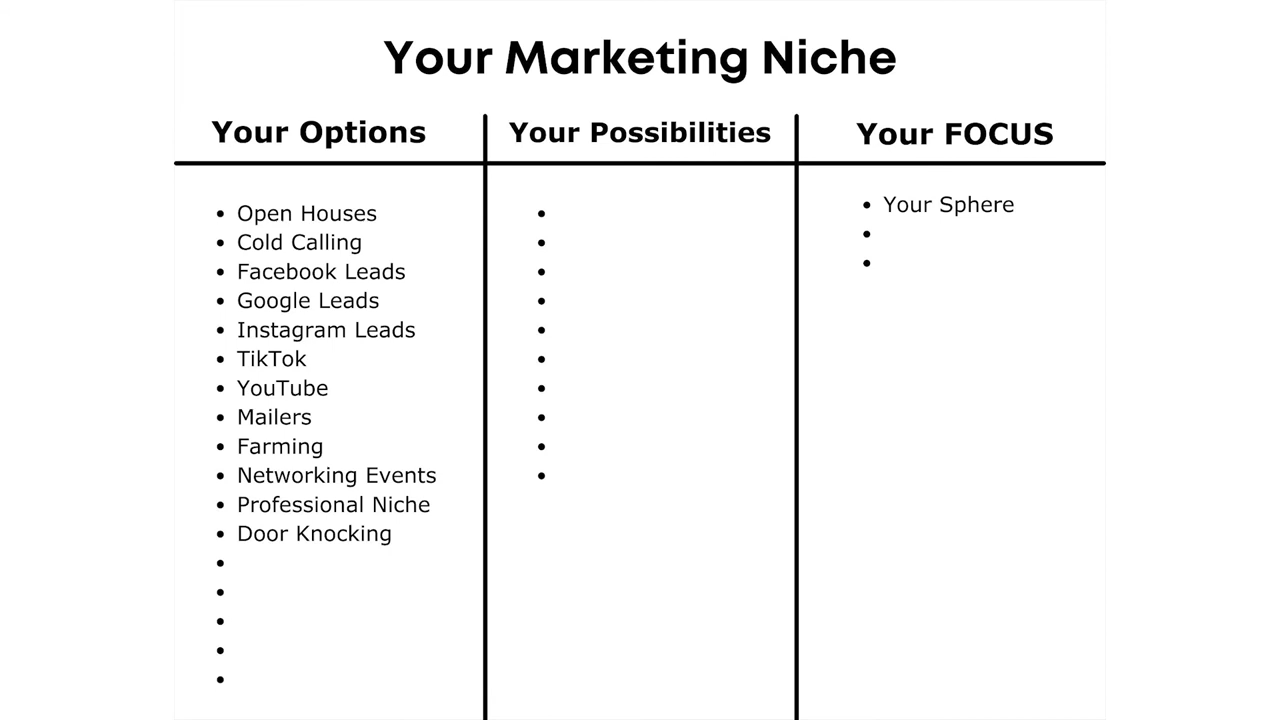 Your Marketing Niche
Your Options
Your Possibilities
Your FOCUS
• Open Houses
• Cold Calling
• Facebook Leads
• Google Leads
• Instagram Leads
• TikTok
• YouTube
• Mailers
• Farming
• Networking Events
• Professional Niche
• Door Knocking
• Your Sphere